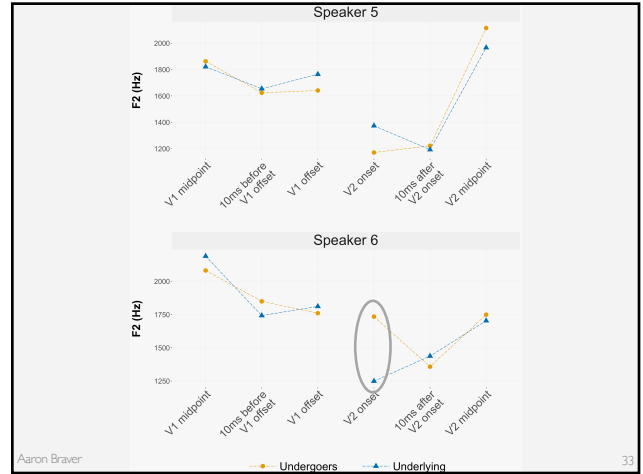 Speaker 5
F2 (Hz)
2000
1800
1600
1400
1200
V1 midpoint
10ms before
V1 offset
V1 offset
V2 onset
10ms after
V2 onset
V2 midpoint
Speaker 6
F2 (Hz)
2000
1750
1500
1250
V1 midpoint
10ms before
V1 offset
V1 offset
V2 onset
10ms after
V2 onset
V2 midpoint
Undergoers
Underlying
Aaron Braver
33